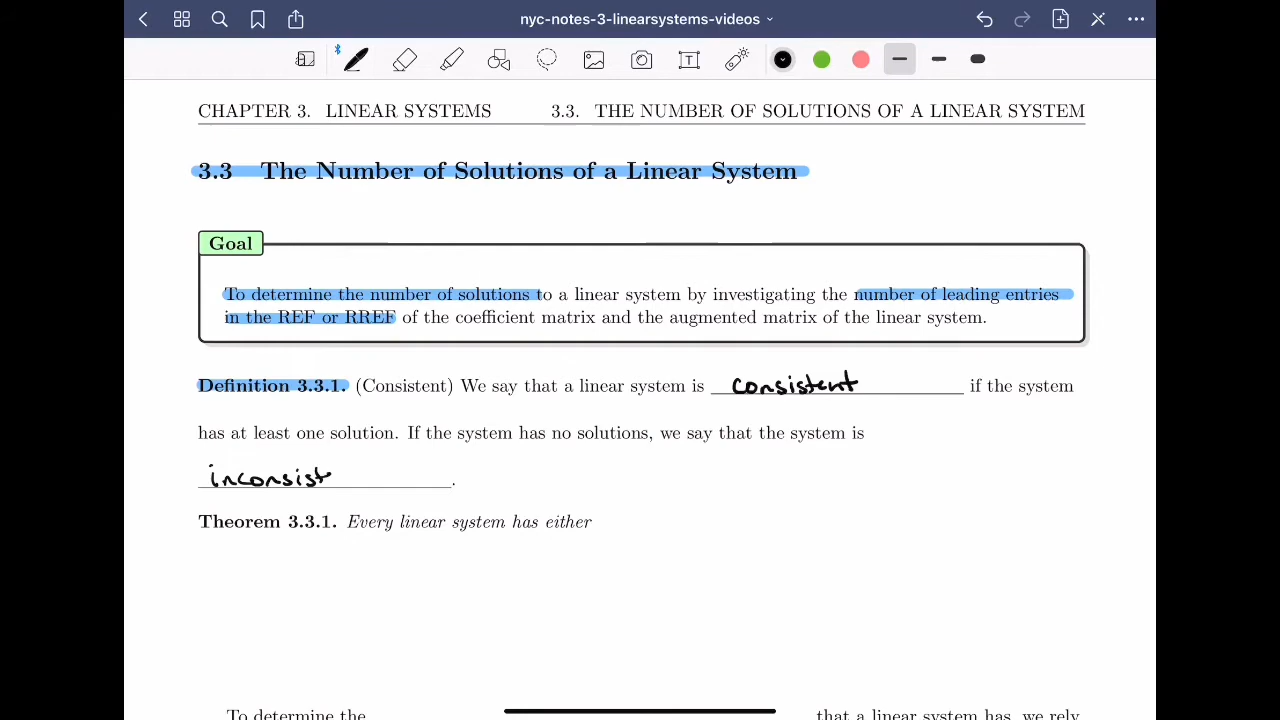 nyc-notes-3-linearsystems-videos
CHAPTER 3. LINEAR SYSTEMS 3.3. THE NUMBER OF SOLUTIONS OF A LINEAR SYSTEM
3.3 The Number of Solutions of a Linear System
Goal
To determine the number of solutions to a linear system by investigating the number of leading entries
in the REF or RREF of the coefficient matrix and the augmented matrix of the linear system.
Definition 3.3.1. (Consistent) We say that a linear system is consistent if the system
has at least one solution. If the system has no solutions, we say that the system is
inconsist.
Theorem 3.3.1. Every linear system has either
To determine the that a linear system has, we rely